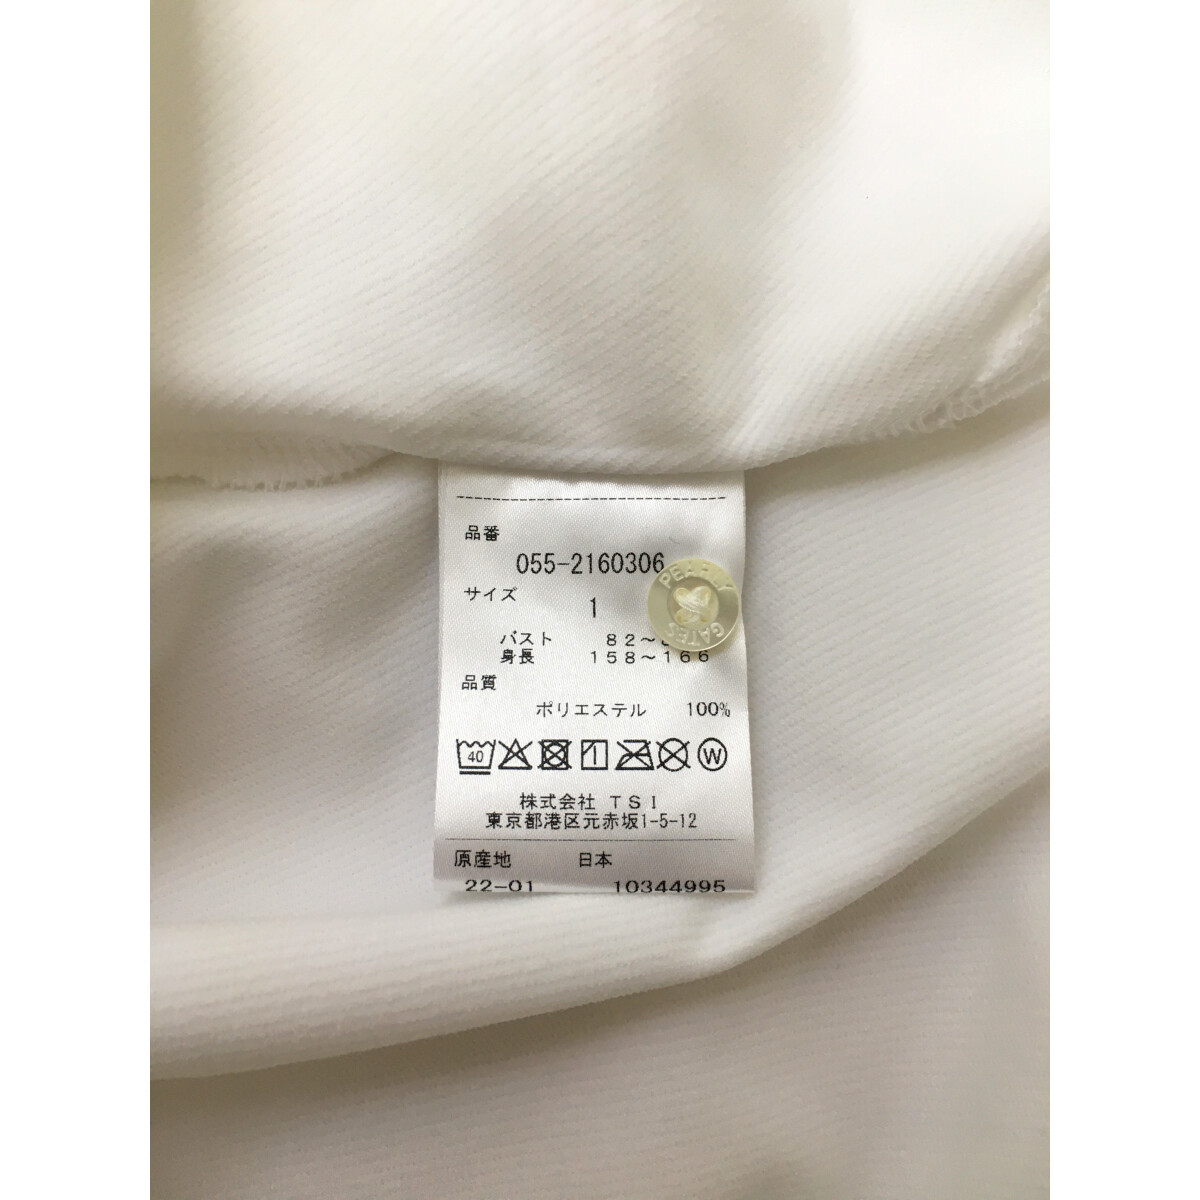 品番
055-2160306
サイズ
1
バスト 82～
身長 158～166
品質
ポリエステル 100%
40
W
株式会社 TSI
東京都港区元赤坂1-5-12
原産地 日本
22-01 10344995
PEARLY
GATES